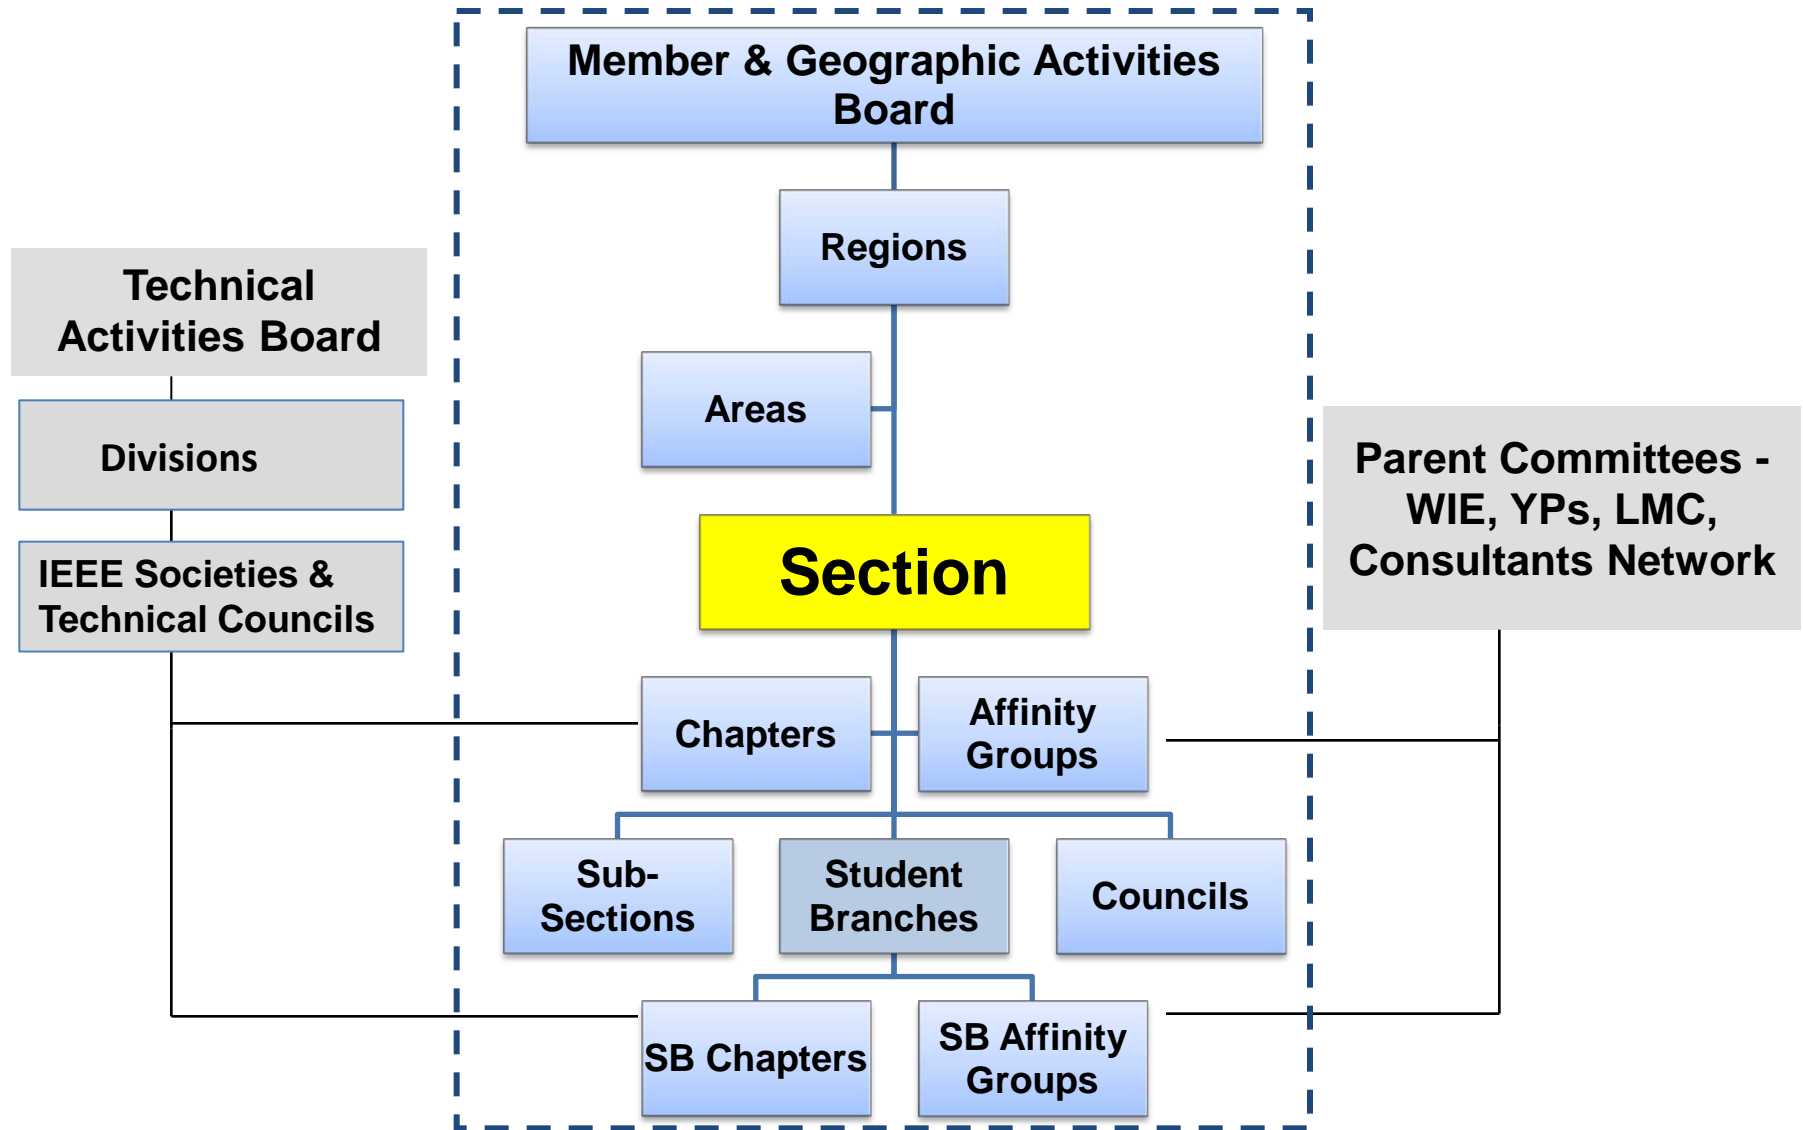 Member & Geographic Activities
Board
Regions
Technical
Activities Board
Areas
Divisions
Parent Committees -
WIE, YPs, LMC,
Consultants Network
Section
IEEE Societies &
Technical Councils
Chapters
Affinity
Groups
Sub-
Sections
Student
Branches
Councils
SB Chapters
SB Affinity
Groups